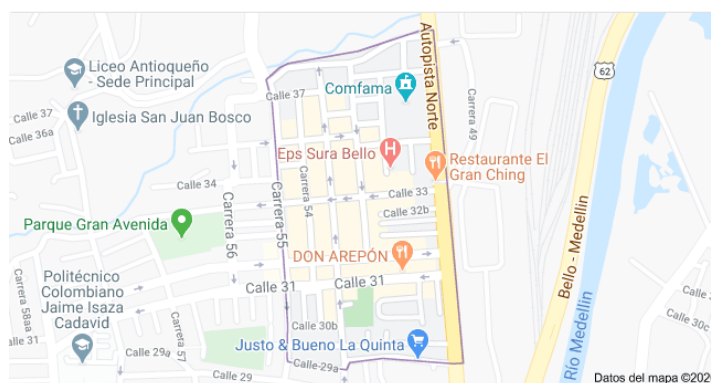 Liceo Antioqueño
- Sede Principal
Calle 37
Calle 36a
Iglesia San Juan Bosco
Calle 37
Comfama
Autopista Norte
Carrera 49
62
Eps Sura Bello
Restaurante El
Gran Ching
Calle 34
Calle 33
Carrera 54
Calle 32b
Parque Gran Avenida
Carrera 56
Carrera-55
DON AREPÓN
Bello - Medellin
Politécnico
Colombiano
Jaime Isaza
Cadavid
Calle 31
Calle 31
Carrera 58aa
Calle 31
Carrera 57
Calle 30b
Calle 29a
Justo & Bueno La Quinta
Calle-29a
Calle 29
Río Medellin
Carrera
Calle 30c
Datos del mapa ©202